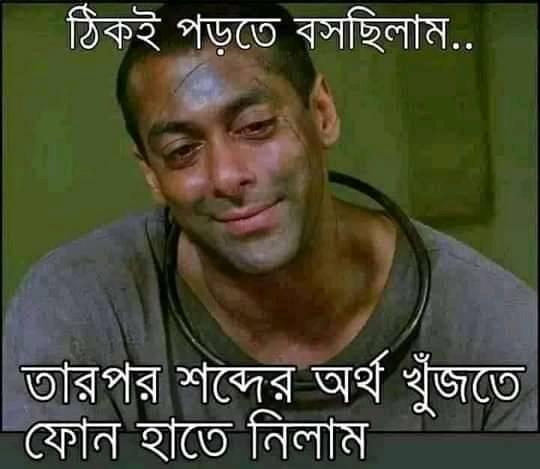 ঠিকই পড়তে বসছিলাম..
তারপর শব্দের অর্থ খুঁজতে
ফোন হাতে নিলাম